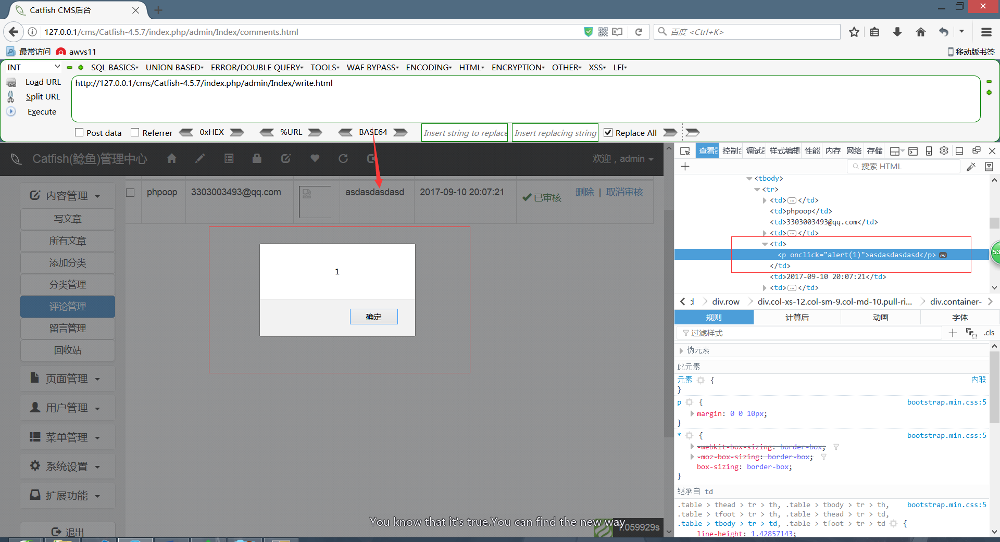 Catfish CMS后台
127.0.0.1/cms/Catfish-4.5.7/index.php/admin/Index/comments.html
百度 <Ctrl+K>
最常访问 awvs11 移动版书签
INT SQL BASICS UNION BASED ERROR/DOUBLE QUERY TOOLS WAF BYPASS ENCODING HTML ENCRYPTION OTHER XSS LFI
Load URL
Split URL
Execute
http://127.0.0.1/cms/Catfish-4.5.7/index.php/admin/Index/write.html
Post data Referrer 0xHEX %URL BASE64 Insert string to replace Insert replacing string Replace All
Catfish(鲶鱼)管理中心 欢迎，admin
内容管理
写文章
所有文章
添加分类
分类管理
评论管理
留言管理
回收站
页面管理
用户管理
菜单管理
系统设置
扩展功能
退出
phpoop 3303003493@qq.com asdasdasdasd 2017-09-10 20:07:21 已审核 删除 | 取消审核
1
确定
You know that it's true.You can find the new way
.059929s
查看器 控制台 调试器 样式编辑 性能 内存 网络 存储
搜索 HTML
<tbody>
<tr>
<td>…</td>
<td>phpoop</td>
<td>3303003493@qq.com</td>
<td>…</td>
<td>
<p onclick="alert(1)">asdasdasdasd</p> ev
</td>
<td>2017-09-10 20:07:21</td>
<td>…</td>
53
d div.row div.col-xs-12.col-sm-9.col-md-10.pull-ri... div.container-
规则 计算后 动画 字体
过滤样式 .cls
伪元素
此元素
元素 { 内联
}
p { bootstrap.min.css:5
margin: 0 0 10px;
}
* { bootstrap.min.css:5
-webkit-box-sizing: border-box;
-moz-box-sizing: border-box;
box-sizing: border-box;
}
继承自 td
.table > thead > tr > th, .table > tbody > tr > th, bootstrap.min.css:5
.table > tfoot > tr > th, .table > thead > tr > td,
.table > tbody > tr > td, .table > tfoot > tr > td {
line-height: 1.42857143;